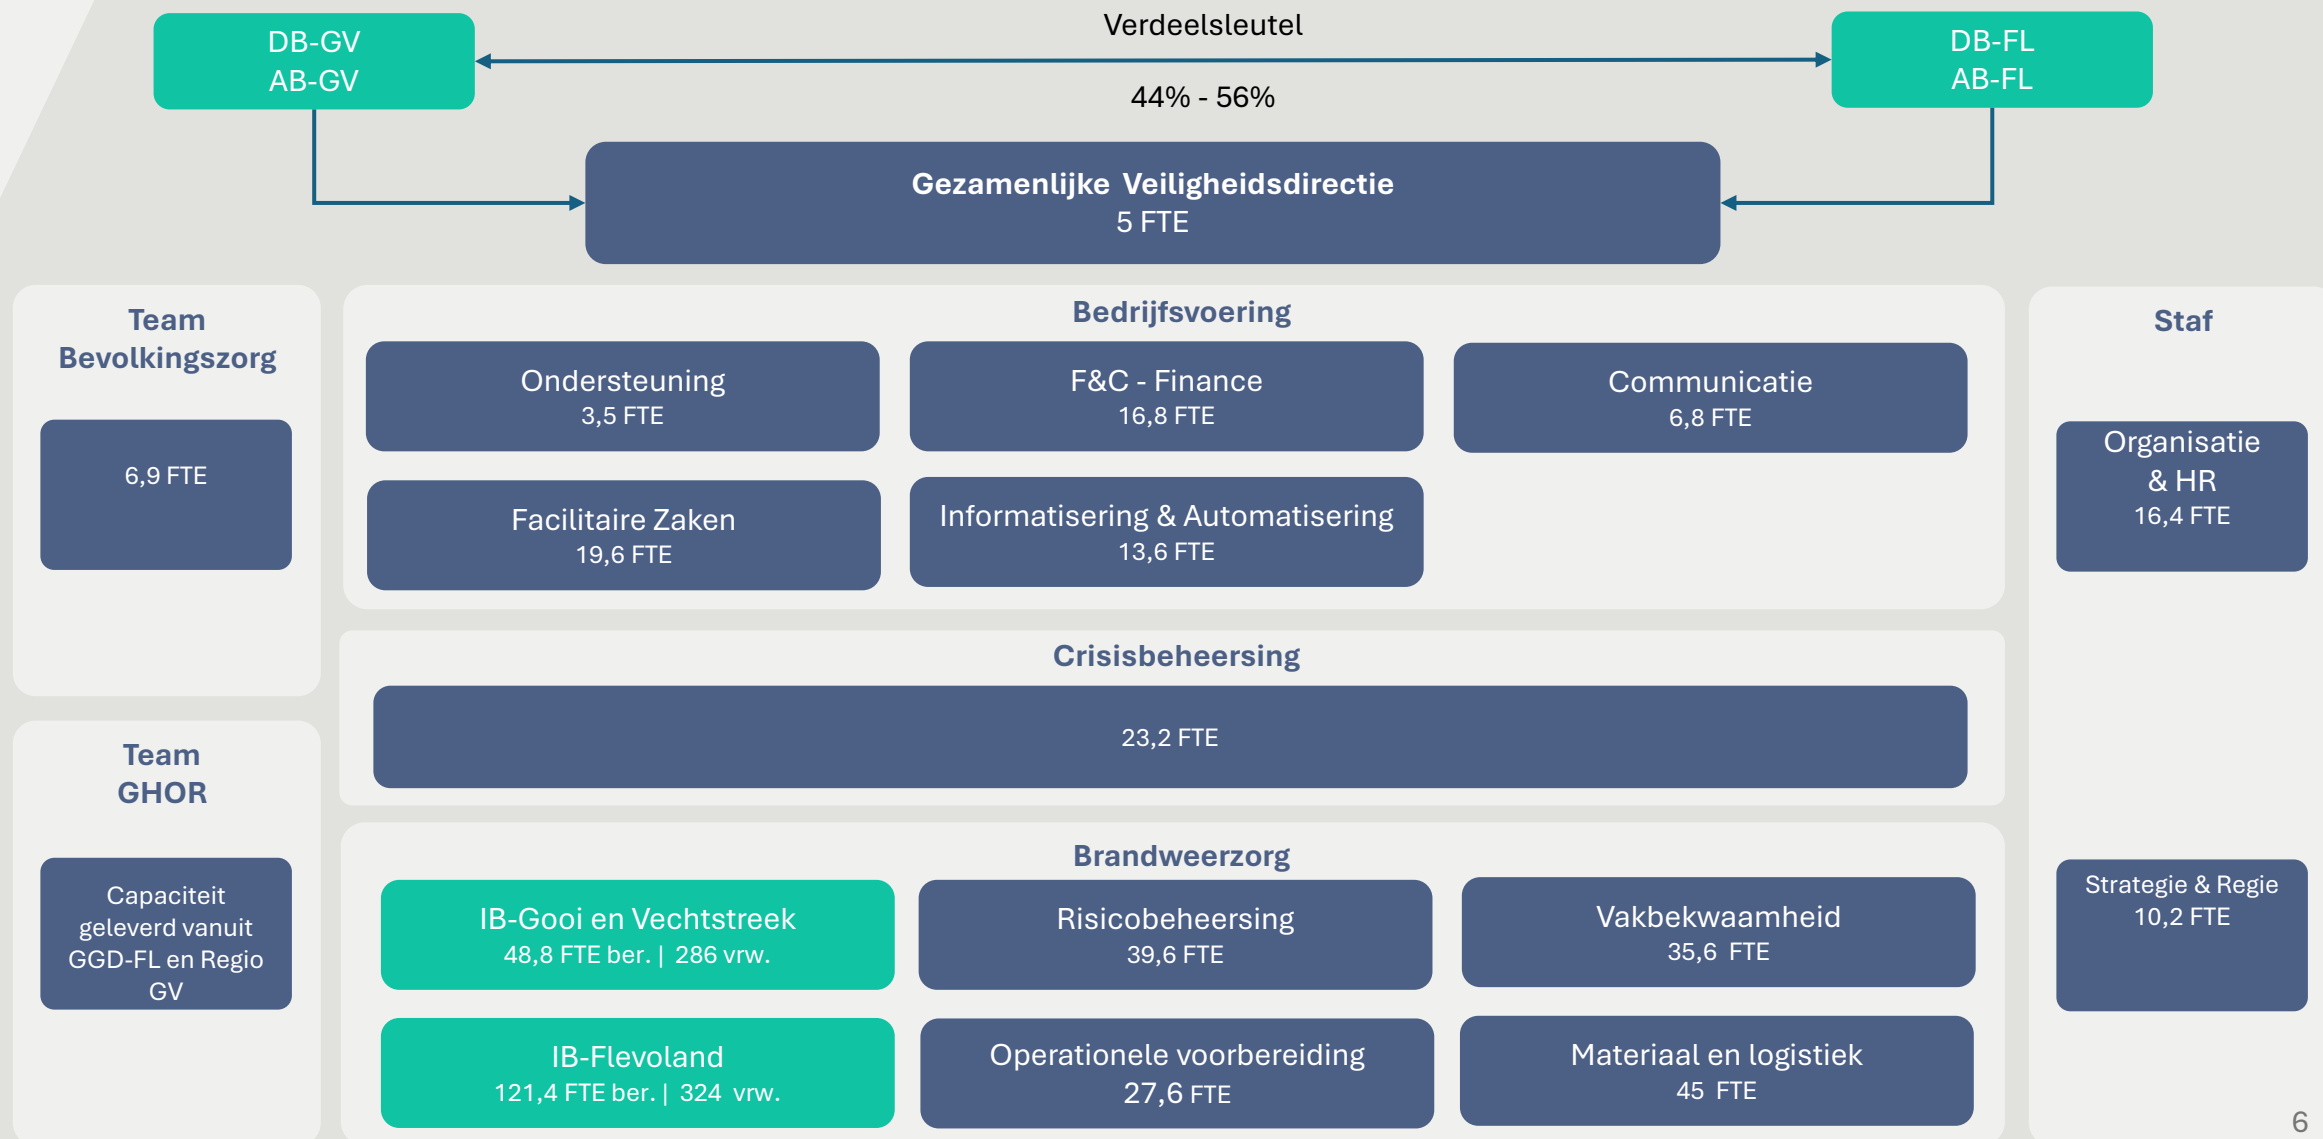 DB-GV
AB-GV
Verdeelsleutel
44% - 56%
DB-FL
AB-FL
Gezamenlijke Veiligheidsdirectie
5 FTE
Team
Bevolkingszorg
6,9 FTE
Team
GHOR
Capaciteit
geleverd vanuit
GGD-FL en Regio
GV
Bedrijfsvoering
Ondersteuning
3,5 FTE
F&C - Finance
16,8 FTE
Communicatie
6,8 FTE
Facilitaire Zaken
19,6 FTE
Informatisering & Automatisering
13,6 FTE
Crisisbeheersing
23,2 FTE
Brandweerzorg
IB-Gooi en Vechtstreek
48,8 FTE ber. | 286 vrw.
Risicobeheersing
39,6 FTE
Vakbekwaamheid
35,6 FTE
IB-Flevoland
121,4 FTE ber. | 324 vrw.
Operationele voorbereiding
27,6 FTE
Materiaal en logistiek
45 FTE
Staf
Organisatie
& HR
16,4 FTE
Strategie & Regie
10,2 FTE
6